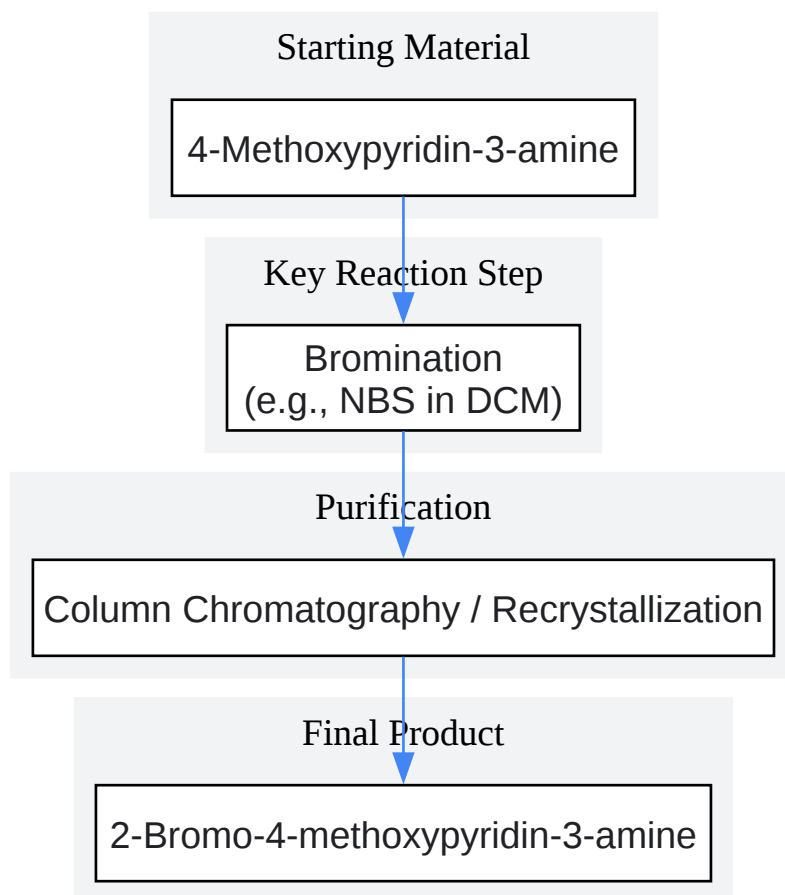 Starting Material
4-Methoxypyridin-3-amine
Key Reaction Step
Bromination
(e.g., NBS in DCM)
Purification
Column Chromatography / Recrystallization
Final Product
2-Bromo-4-methoxypyridin-3-amine